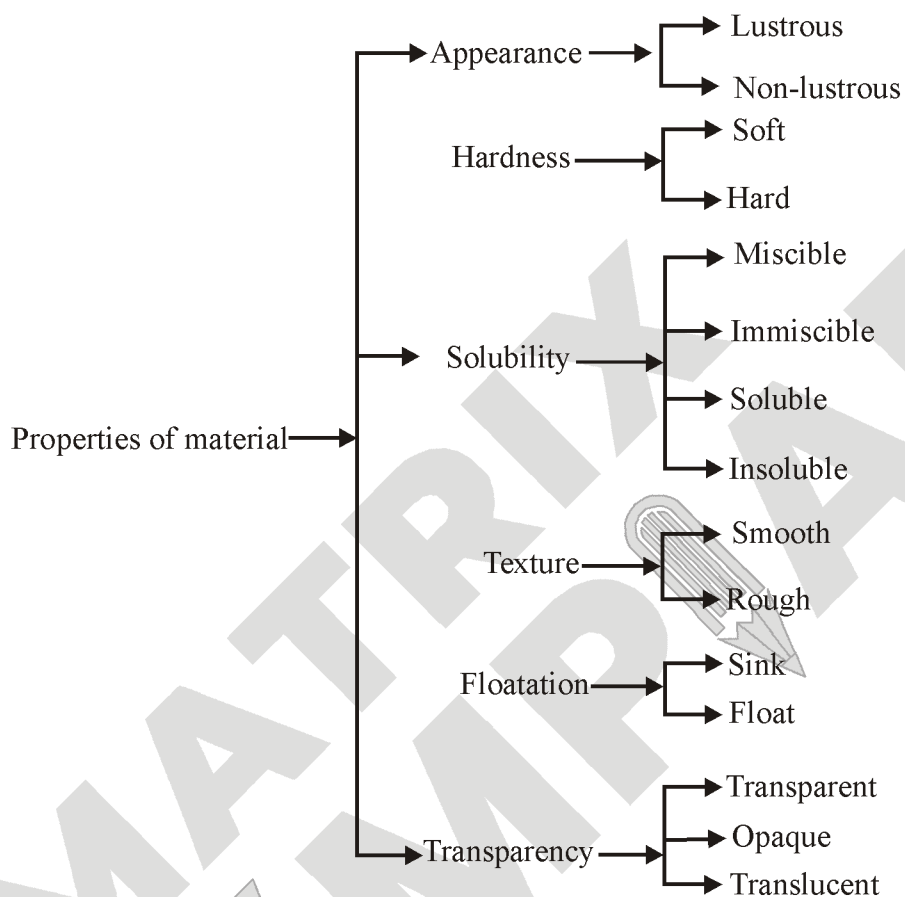 Properties of material
Appearance
Lustrous
Non-lustrous
Hardness
Soft
Hard
Solubility
Miscible
Immiscible
Soluble
Insoluble
Texture
Smooth
Rough
Floatation
Sink
Float
Transparency
Transparent
Opaque
Translucent
MATRIX